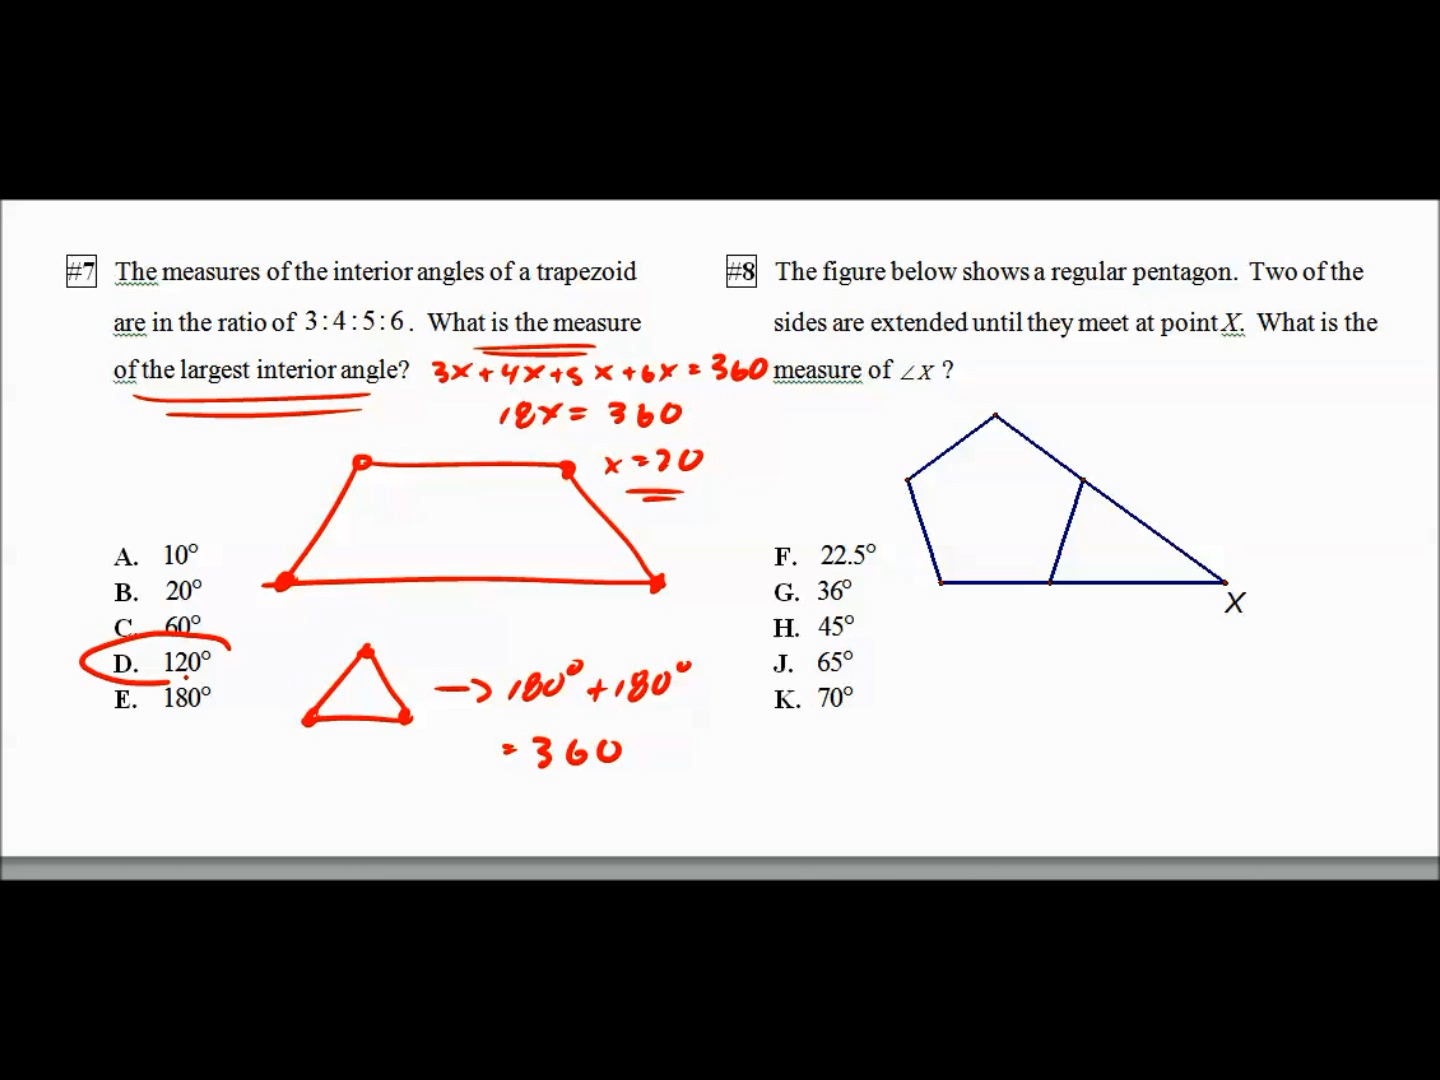 #7 The measures of the interior angles of a trapezoid
are in the ratio of 3:4:5:6. What is the measure
of the largest interior angle?
3x+4x+5x+6x=360
18x=360
x=20
A. 10°
B. 20°
C. 60°
D. 120°
E. 180°
→180°+180°
=360
#8 The figure below shows a regular pentagon. Two of the
sides are extended until they meet at point X. What is the
measure of ∠X ?
F. 22.5°
G. 36°
H. 45°
J. 65°
K. 70°
X